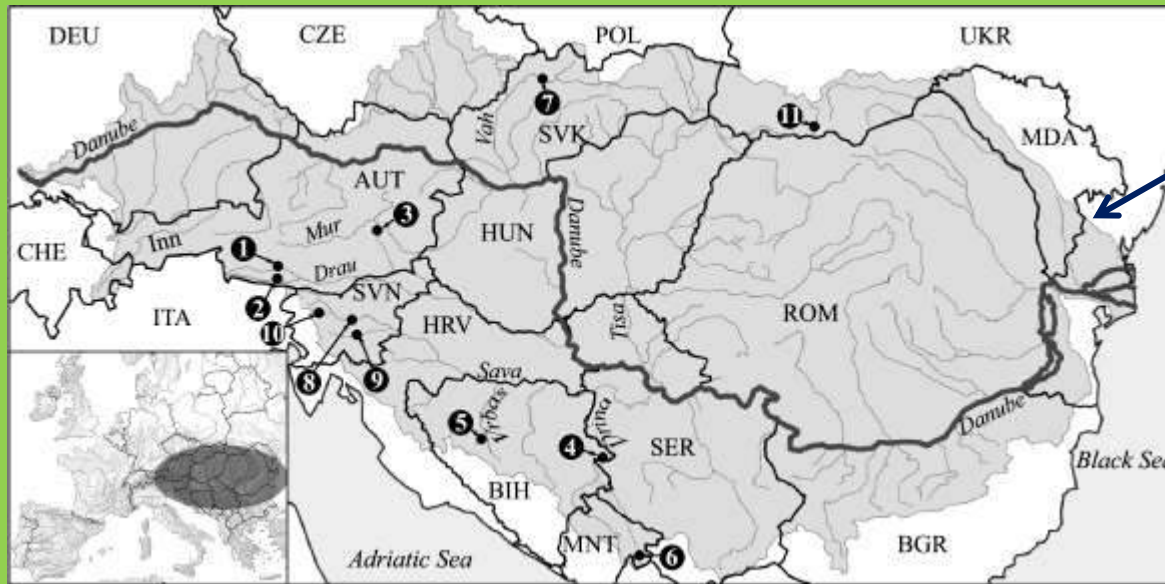 DEU
CZE
POL
UKR
Danube
Vah
7
SVK
11
MDA
AUT
Mur
3
HUN
Danube
CHE
Inn
1
Drau
2
SVN
ITA
10
HRV
Tisa
ROM
8
9
Sava
Vrbas
5
Drina
4
SER
Danube
Black Sea
BIH
MNT
6
BGR
Adriatic Sea